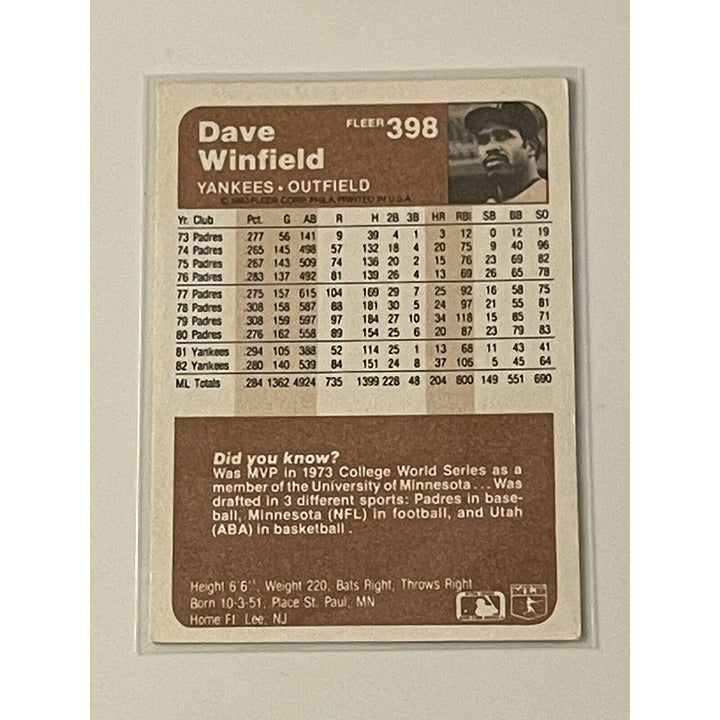 Dave
Winfield
FLEER 398
YANKEES • OUTFIELD
© 1983 FLEER CORP. PHILA. PRINTED IN U.S.A.
Yr. Club Pct. G AB R H 2B 3B HR RBI SB BB SO
73 Padres .277 56 141 9 39 4 1 3 12 0 12 19
74 Padres .265 145 498 57 132 18 4 20 75 9 40 96
75 Padres .267 143 509 74 136 20 2 15 76 23 69 82
76 Padres .283 137 492 81 139 26 4 13 69 26 65 78
77 Padres .275 157 615 104 169 29 7 25 92 16 58 75
78 Padres .308 158 587 88 181 30 5 24 97 21 55 81
79 Padres .308 159 597 97 184 27 10 34 118 15 85 71
80 Padres .276 162 558 89 154 25 6 20 87 23 79 83
81 Yankees .294 105 388 52 114 25 1 13 68 11 43 41
82 Yankees .280 140 539 84 151 24 8 37 106 5 45 64
ML Totals .284 1362 4924 735 1399 228 48 204 800 149 551 690
Did you know?
Was MVP in 1973 College World Series as a
member of the University of Minnesota . . . Was
drafted in 3 different sports: Padres in base-
ball, Minnesota (NFL) in football, and Utah
(ABA) in basketball .
Height 6'6'', Weight 220, Bats Right, Throws Right
Born 10-3-51, Place St. Paul, MN
Home Ft. Lee, NJ